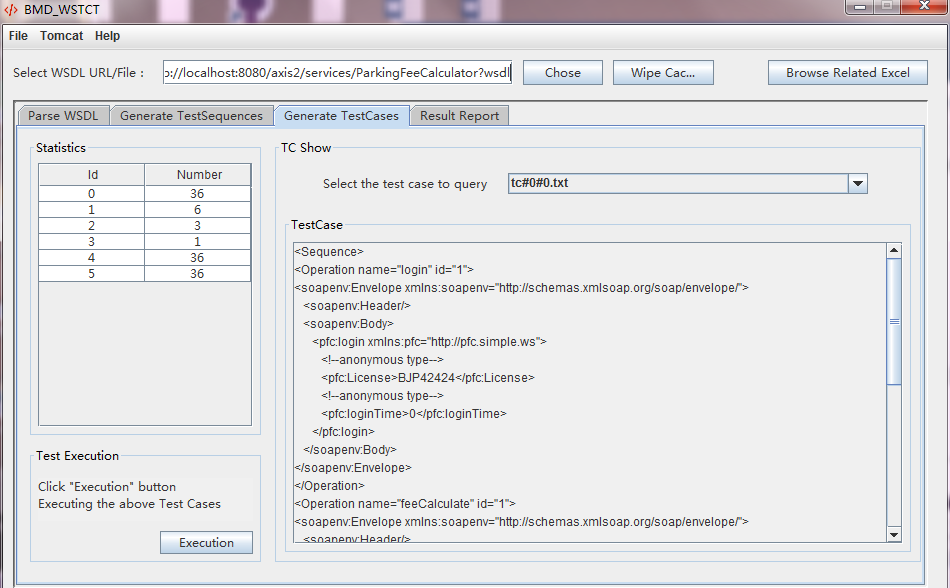 BMD_WSTCT
File Tomcat Help
Select WSDL URL/File : ://localhost:8080/axis2/services/ParkingFeeCalculator?wsdl Chose Wipe Cac... Browse Related Excel
Parse WSDL Generate TestSequences Generate TestCases Result Report
Statistics
Id Number
0 36
1 6
2 3
3 1
4 36
5 36
TC Show
Select the test case to query tc#0#0.txt
TestCase
<Sequence>
<Operation name="login" id="1">
<soapenv:Envelope xmlns:soapenv="http://schemas.xmlsoap.org/soap/envelope/">
<soapenv:Header/>
<soapenv:Body>
<pfc:login xmlns:pfc="http://pfc.simple.ws">
<!--anonymous type-->
<pfc:License>BJP42424</pfc:License>
<!--anonymous type-->
<pfc:loginTime>0</pfc:loginTime>
</pfc:login>
</soapenv:Body>
</soapenv:Envelope>
</Operation>
<Operation name="feeCalculate" id="1">
<soapenv:Envelope xmlns:soapenv="http://schemas.xmlsoap.org/soap/envelope/">
<soapenv:Header/>
Test Execution
Click "Execution" button
Executing the above Test Cases
Execution